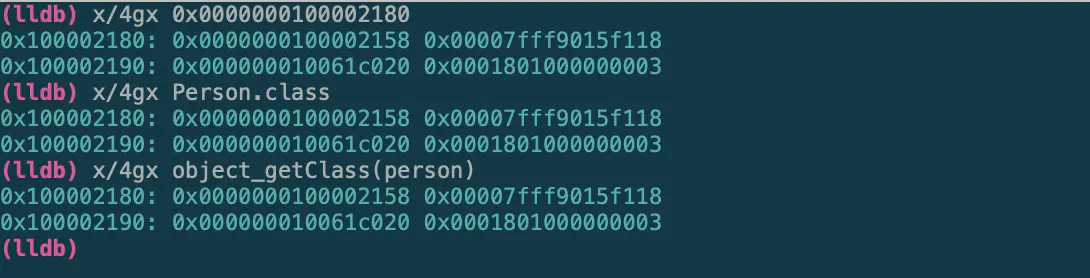 (lldb) x/4gx 0x0000000100002180
0x100002180: 0x0000000100002158 0x00007fff9015f118
0x100002190: 0x000000010061c020 0x0001801000000003
(lldb) x/4gx Person.class
0x100002180: 0x0000000100002158 0x00007fff9015f118
0x100002190: 0x000000010061c020 0x0001801000000003
(lldb) x/4gx object_getClass(person)
0x100002180: 0x0000000100002158 0x00007fff9015f118
0x100002190: 0x000000010061c020 0x0001801000000003
(lldb)